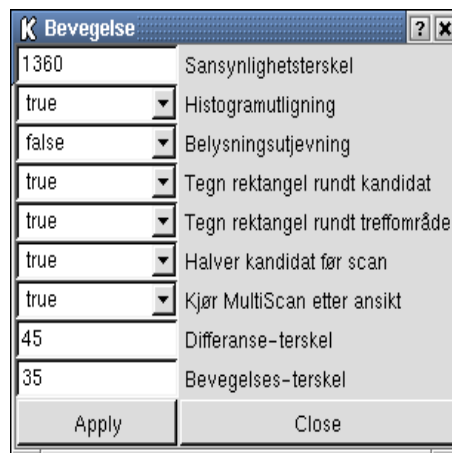 Bevegelse
1360 Sansynlighetsterskel
true Histogramutligning
false Belysningsutjevning
true Tegn rektangel rundt kandidat
true Tegn rektangel rundt treffområde
true Halver kandidat før scan
true Kjør MultiScan etter ansikt
45 Differanse-terskel
35 Bevegelses-terskel
Apply Close